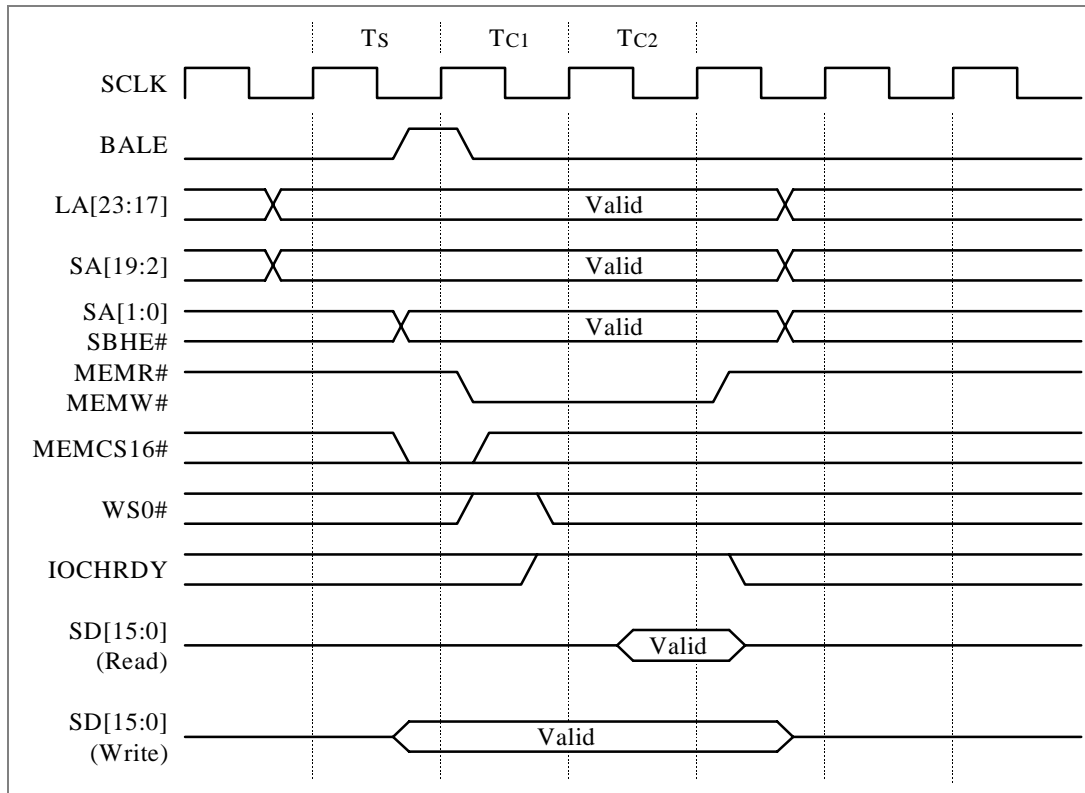 Ts TC1 TC2
SCLK
BALE
LA[23:17] Valid
SA[19:2] Valid
SA[1:0]
SBHE# Valid
MEMR#
MEMW#
MEMCS16#
WS0#
IOCHRDY
SD[15:0]
(Read) Valid
SD[15:0]
(Write) Valid